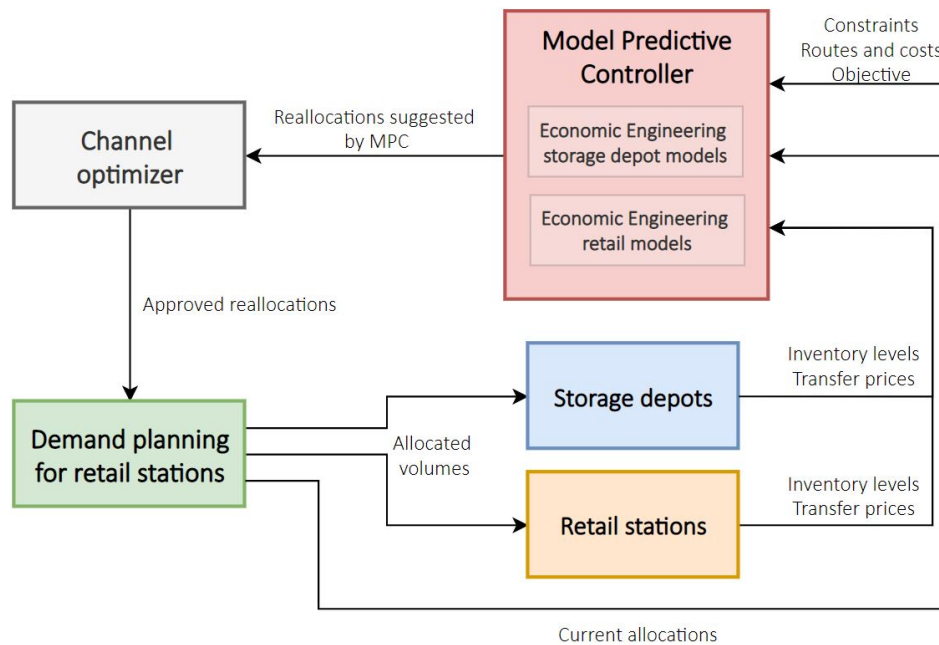 Model Predictive
Controller
Constraints
Routes and costs
Objective
Economic Engineering
storage depot models
Economic Engineering
retail models
Reallocations suggested
by MPC
Channel
optimizer
Approved reallocations
Demand planning
for retail stations
Allocated
volumes
Storage depots
Inventory levels
Transfer prices
Retail stations
Inventory levels
Transfer prices
Current allocations